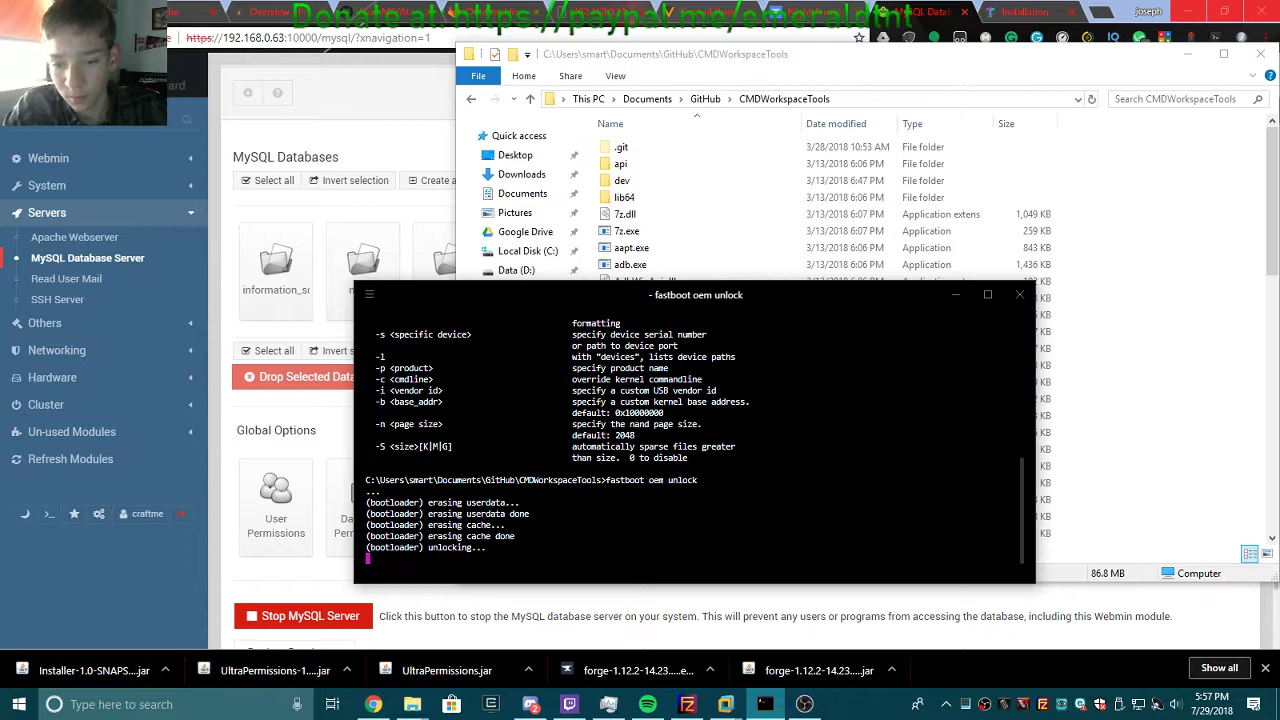 Overview
MySQL Datab
Installation
joseph
Donate at: https://paypal.me/
https://192.168.0.63:10000/mysql/?xnavigation=1
C:\Users\smart\Documents\GitHub\CMDWorkspaceTools
File
Home
Share
View
This PC
Documents
GitHub
CMDWorkspaceTools
Search CMDWorkspaceTools
Name
Date modified
Type
Size
Quick access
Desktop
Downloads
Documents
Pictures
Google Drive
Local Disk (C:)
Data (D:)
.git 3/28/2018 10:53 AM File folder
api 3/13/2018 6:06 PM File folder
dev 3/13/2018 6:47 PM File folder
lib64 3/13/2018 6:06 PM File folder
7z.dll 3/13/2018 6:07 PM Application extens 1,049 KB
7z.exe 3/13/2018 6:07 PM Application 259 KB
aapt.exe 3/13/2018 6:06 PM Application 843 KB
adb.exe 3/13/2018 6:06 PM Application 1,436 KB
86.8 MB
Computer
Webmin
System
Servers
Apache Webserver
MySQL Database Server
Read User Mail
SSH Server
Others
Networking
Hardware
Cluster
Un-used Modules
Refresh Modules
craftme
MySQL Databases
Select all
Invert selection
Create a
information_sc
Select all
Invert s
Drop Selected Data
Global Options
User
Permissions
Stop MySQL Server
Click this button to stop the MySQL database server on your system. This will prevent any users or programs from accessing the database, including this Webmin module.
- fastboot oem unlock
formatting
-s <specific device> specify device serial number
or path to device port
-l with "devices", lists device paths
-p <product> specify product name
-c <cmdline> override kernel commandline
-i <vendor id> specify a custom USB vendor id
-b <base_addr> specify a custom kernel base address.
default: 0x10000000
-n <page size> specify the nand page size.
default: 2048
-S <size>[K|M|G] automatically sparse files greater
than size. 0 to disable
C:\Users\smart\Documents\GitHub\CMDWorkspaceTools>fastboot oem unlock
...
(bootloader) erasing userdata...
(bootloader) erasing userdata done
(bootloader) erasing cache...
(bootloader) erasing cache done
(bootloader) unlocking...
Installer-1.0-SNAPS....jar
UltraPermissions-1....jar
UltraPermissions.jar
forge-1.12.2-14.23....e...
forge-1.12.2-14.23....jar
Show all
Type here to search
5:57 PM
7/29/2018